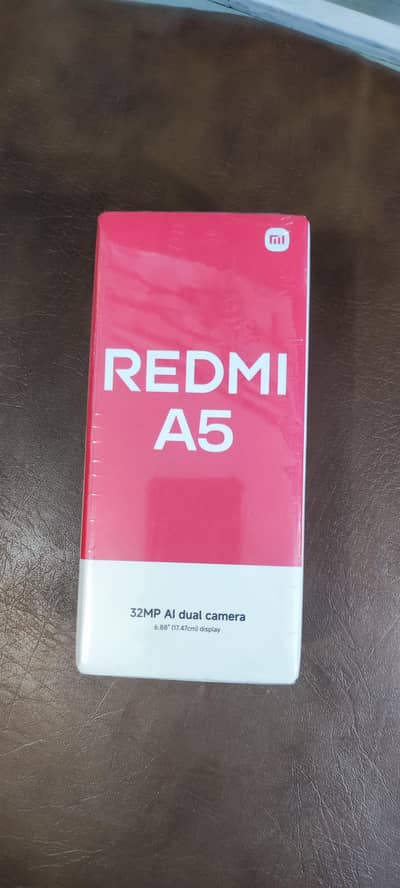 mi
REDMI
A5
32MP AI dual camera
6.88" (17.47cm) display